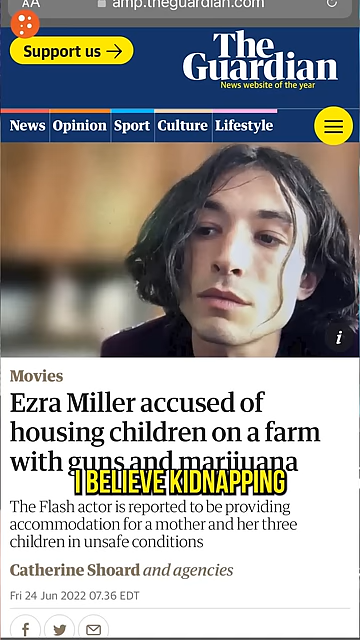 AA amp.theguardian.com
Support us →
The
Guardian
News website of the year
News Opinion Sport Culture Lifestyle
i
Movies
Ezra Miller accused of
housing children on a farm
with guns and marijuana
I BELIEVE KIDNAPPING
The Flash actor is reported to be providing
accommodation for a mother and her three
children in unsafe conditions
Catherine Shoard and agencies
Fri 24 Jun 2022 07.36 EDT